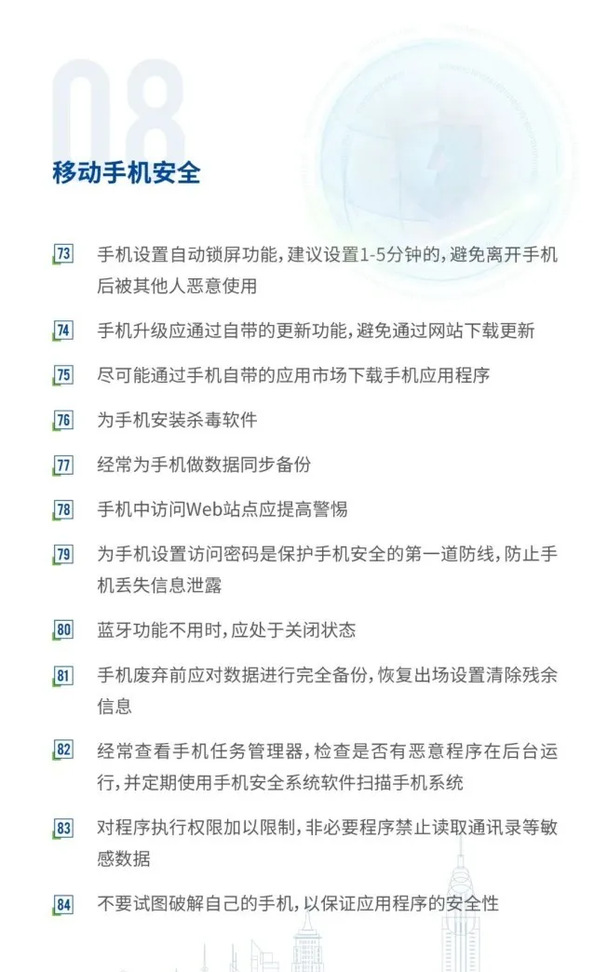 08
移动手机安全
73 手机设置自动锁屏功能，建议设置1-5分钟的，避免离开手机
后被其他人恶意使用
74 手机升级应通过自带的更新功能，避免通过网站下载更新
75 尽可能通过手机自带的应用市场下载手机应用程序
76 为手机安装杀毒软件
77 经常为手机做数据同步备份
78 手机中访问Web站点应提高警惕
79 为手机设置访问密码是保护手机安全的第一道防线，防止手
机丢失信息泄露
80 蓝牙功能不用时，应处于关闭状态
81 手机废弃前应对数据进行完全备份，恢复出场设置清除残余
信息
82 经常查看手机任务管理器，检查是否有恶意程序在后台运
行，并定期使用手机安全系统软件扫描手机系统
83 对程序执行权限加以限制，非必要程序禁止读取通讯录等敏
感数据
84 不要试图破解自己的手机，以保证应用程序的安全性